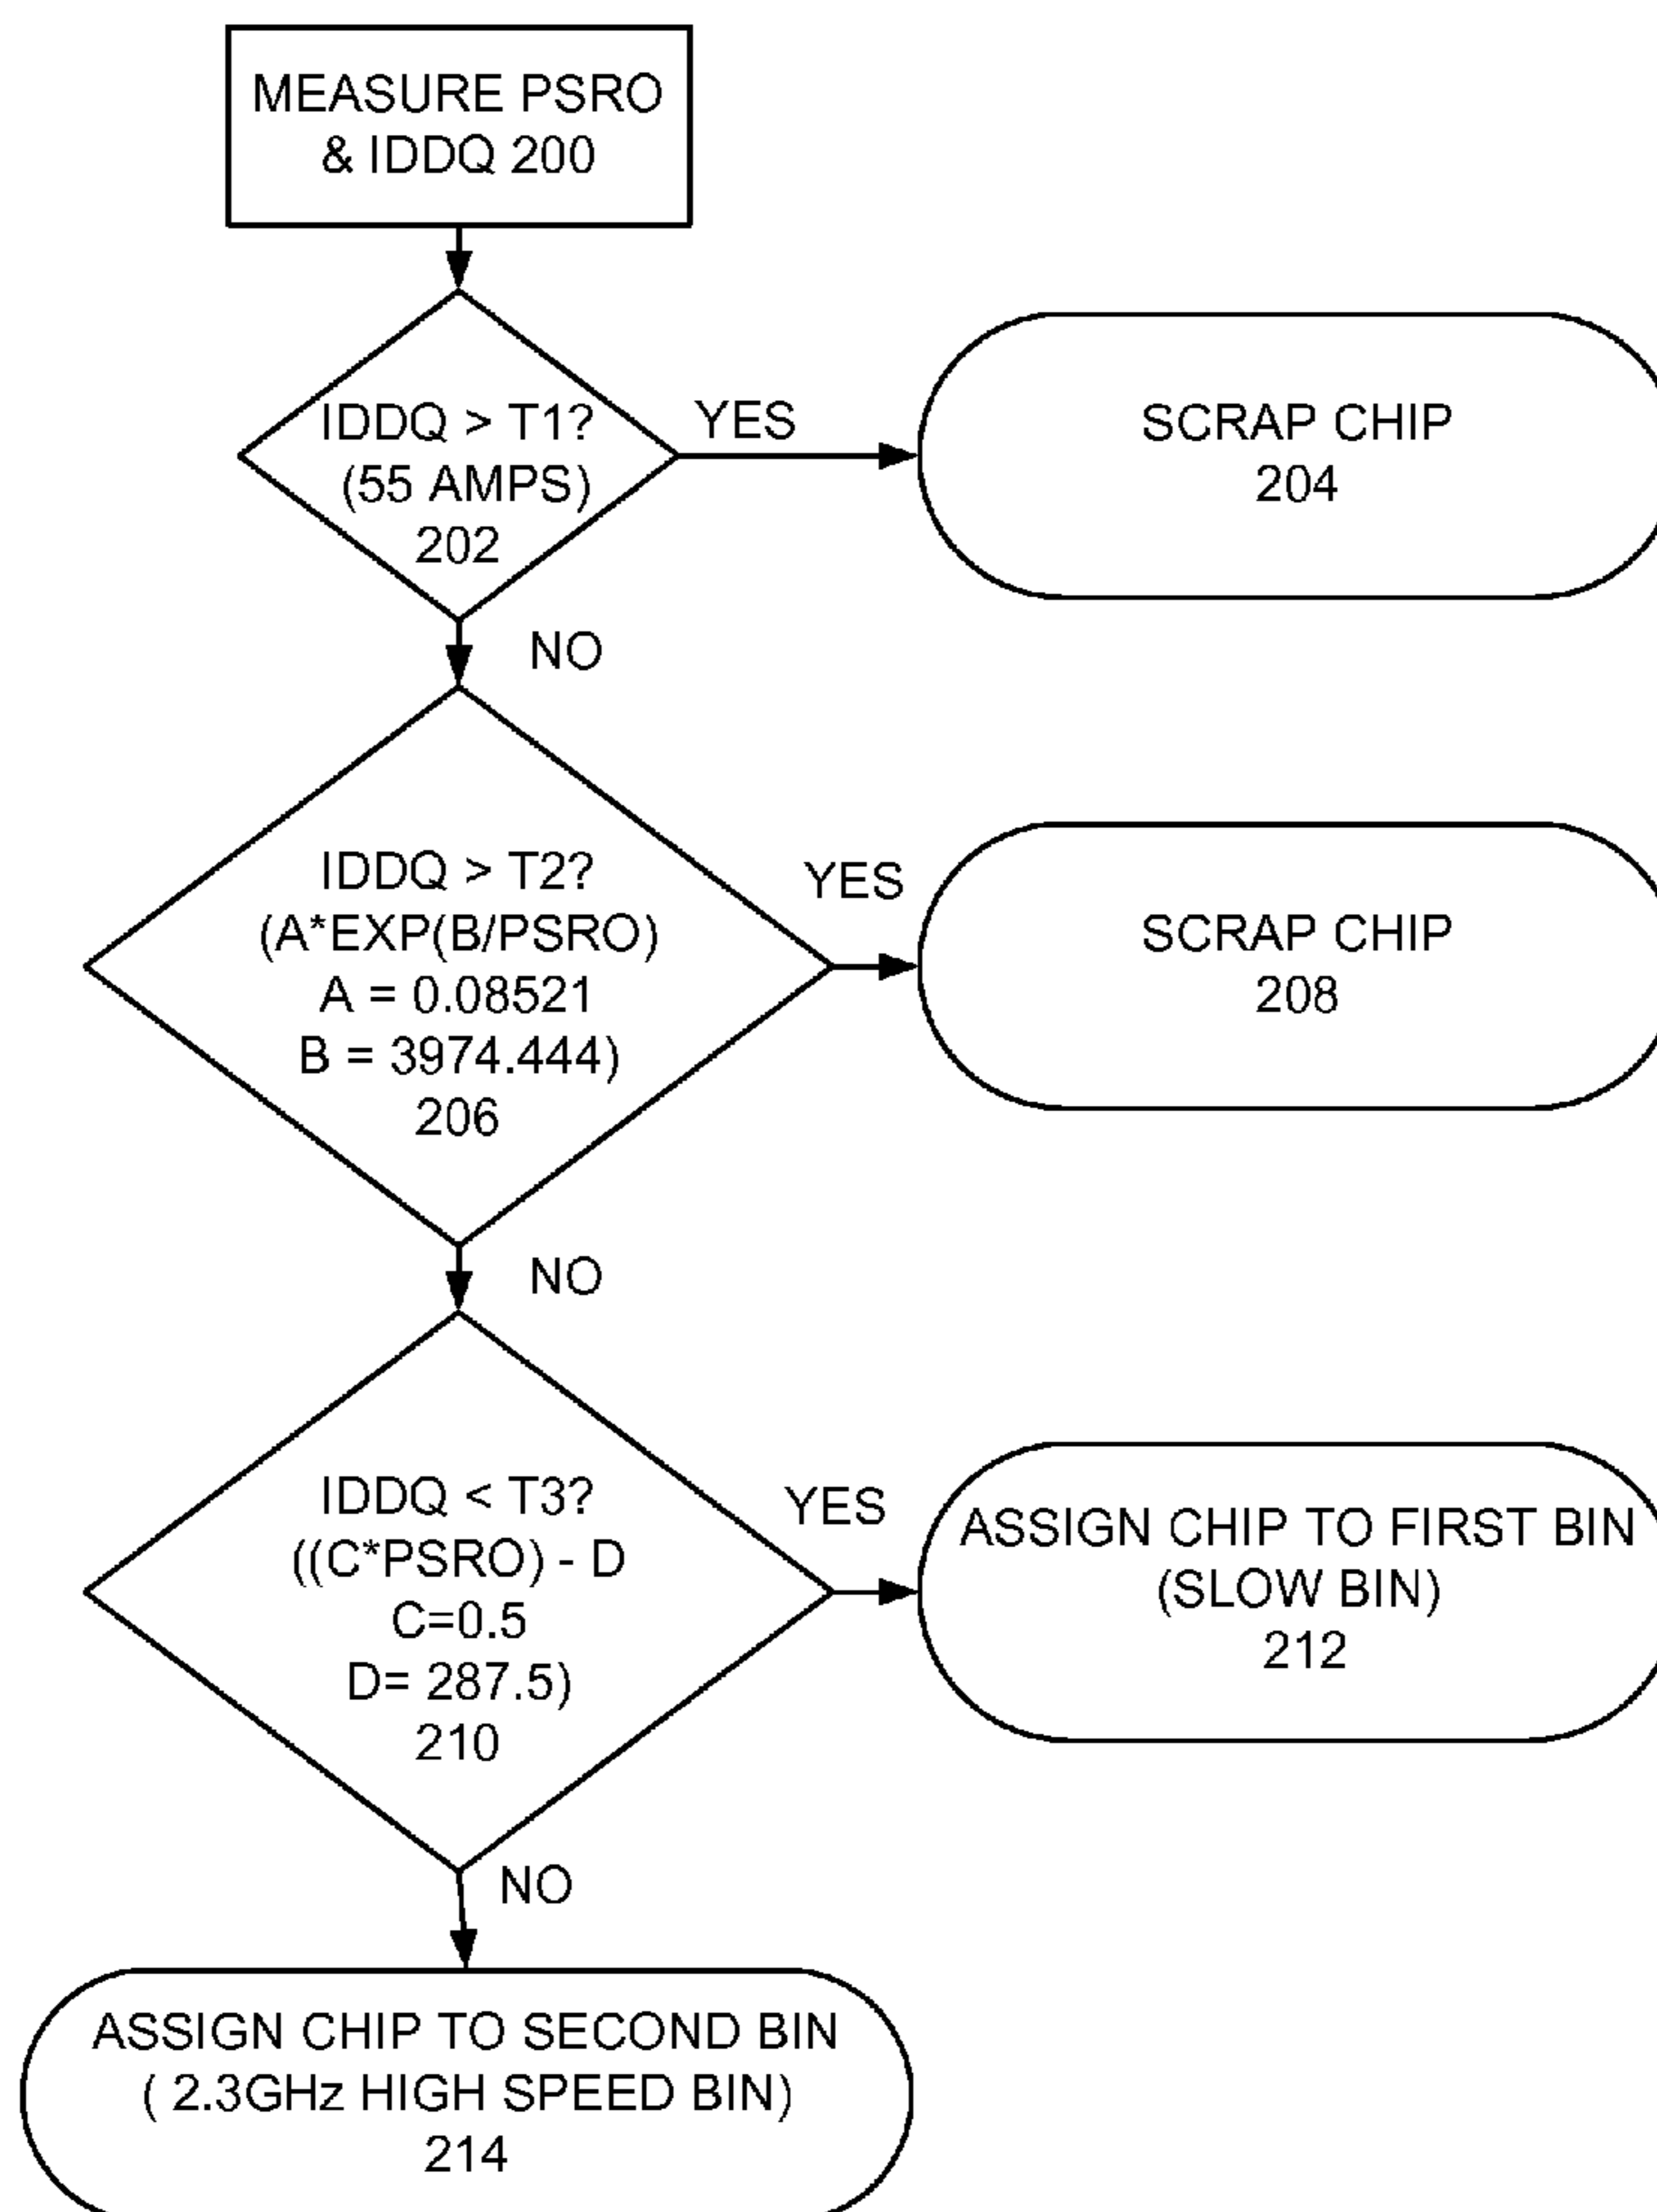 MEASURE PSRO
& IDDQ 200
IDDQ > T1?
(55 AMPS)
202
YES
SCRAP CHIP
204
NO
IDDQ > T2?
(A*EXP(B/PSRO)
A = 0.08521
B = 3974.444)
206
YES
SCRAP CHIP
208
NO
IDDQ < T3?
((C*PSRO) - D
C=0.5
D= 287.5)
210
YES
ASSIGN CHIP TO FIRST BIN
(SLOW BIN)
212
NO
ASSIGN CHIP TO SECOND BIN
( 2.3GHz HIGH SPEED BIN)
214